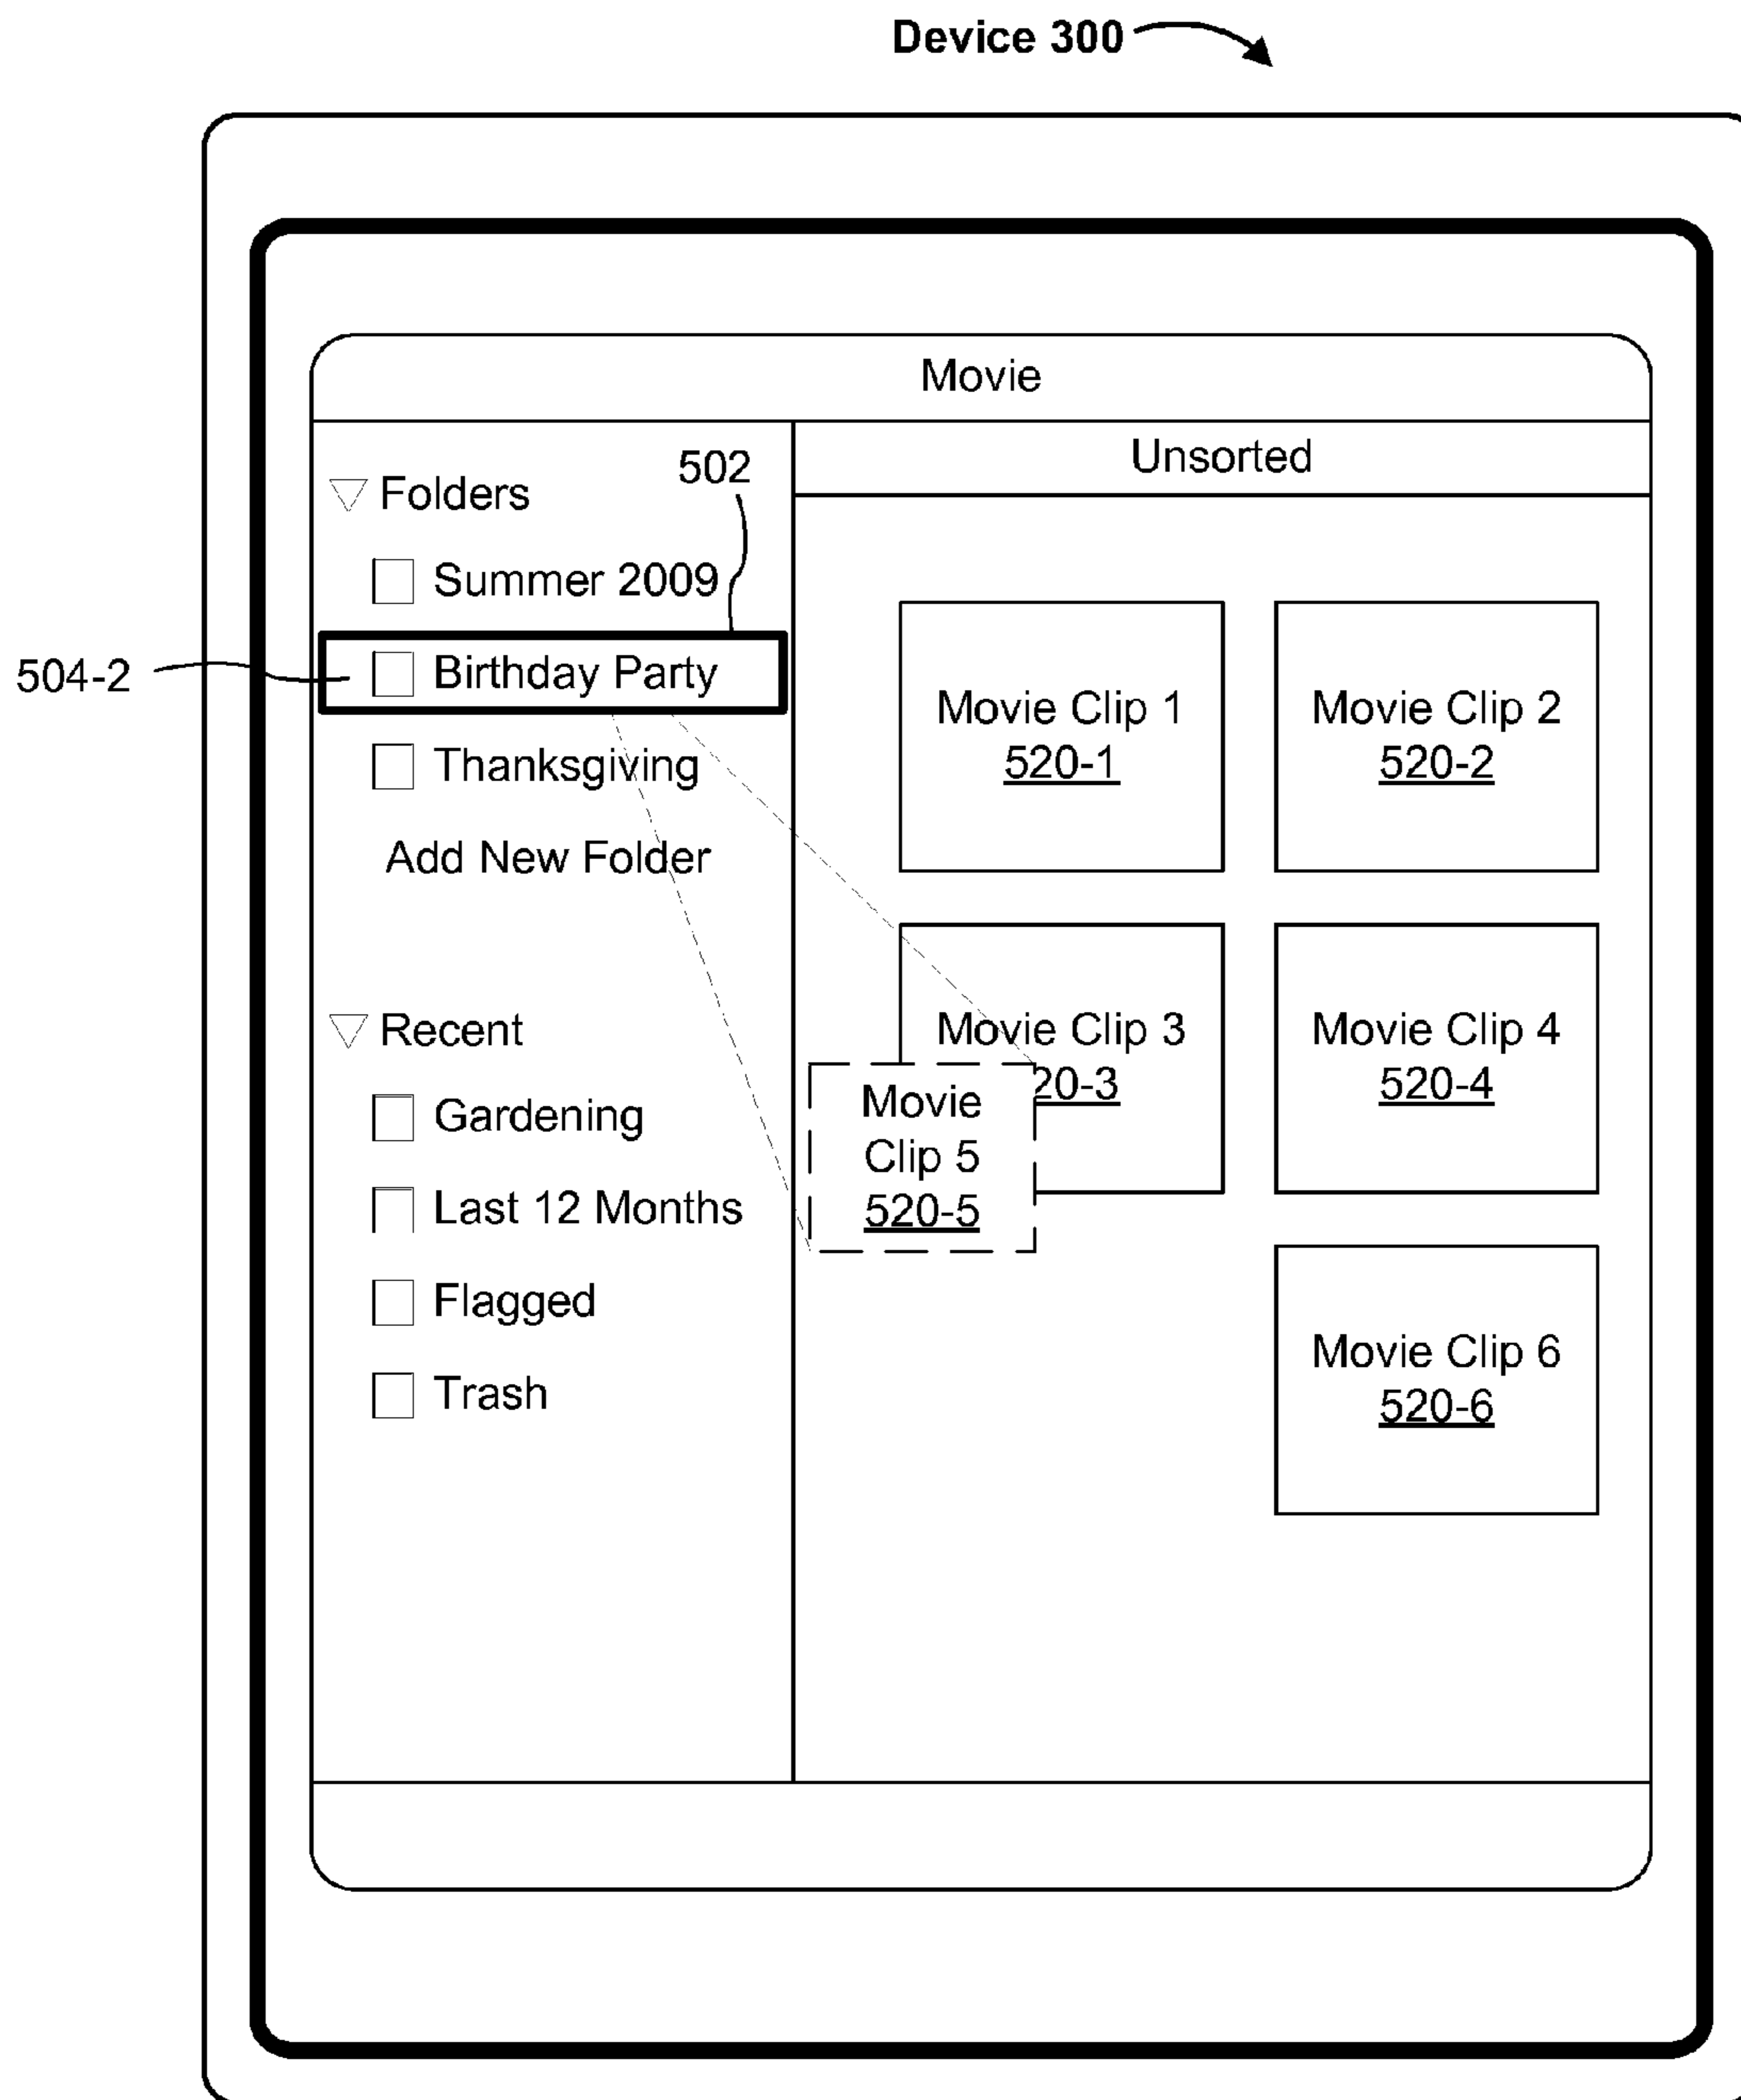 Device 300
Movie
Folders
502
Summer 2009
504-2
Birthday Party
Thanksgiving
Add New Folder
Recent
Gardening
Last 12 Months
Flagged
Trash
Unsorted
Movie Clip 1
520-1
Movie Clip 2
520-2
Movie Clip 3
20-3
Movie Clip 4
520-4
Movie
Clip 5
520-5
Movie Clip 6
520-6